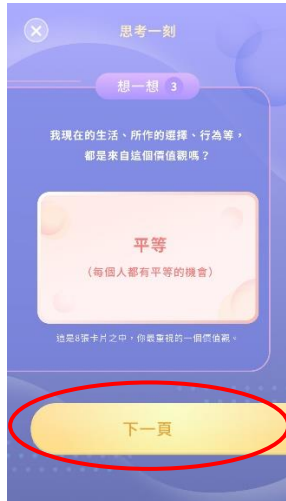 思考一刻
想一想 3
我現在的生活、所作的選擇、行為等，
都是來自這個價值觀嗎？
平等
（每個人都有平等的機會）
這是8張卡片之中，你最重視的一個價值觀。
下一頁